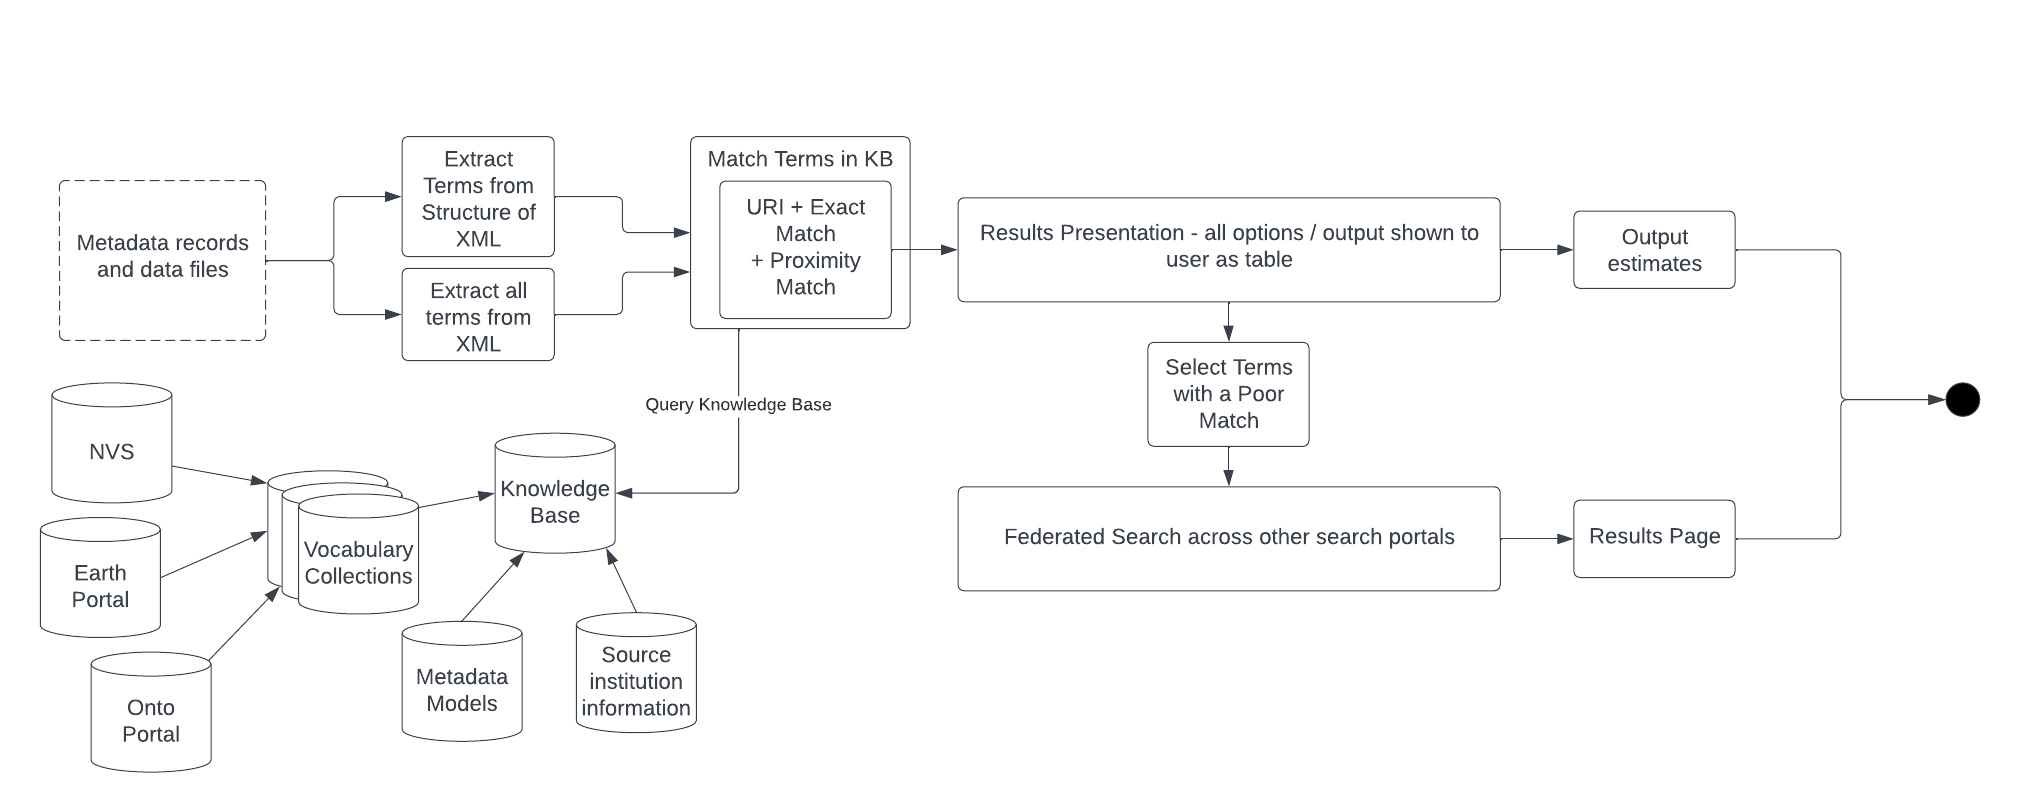 Metadata records
and data files
Extract
Terms from
Structure of
XML
Extract all
terms from
XML
Match Terms in KB
URI + Exact
Match
+ Proximity
Match
Results Presentation - all options / output shown to
user as table
Output
estimates
Select Terms
with a Poor
Match
Query Knowledge Base
NVS
Earth
Portal
Onto
Portal
Vocabulary
Collections
Knowledge
Base
Metadata
Models
Source
institution
information
Federated Search across other search portals
Results Page